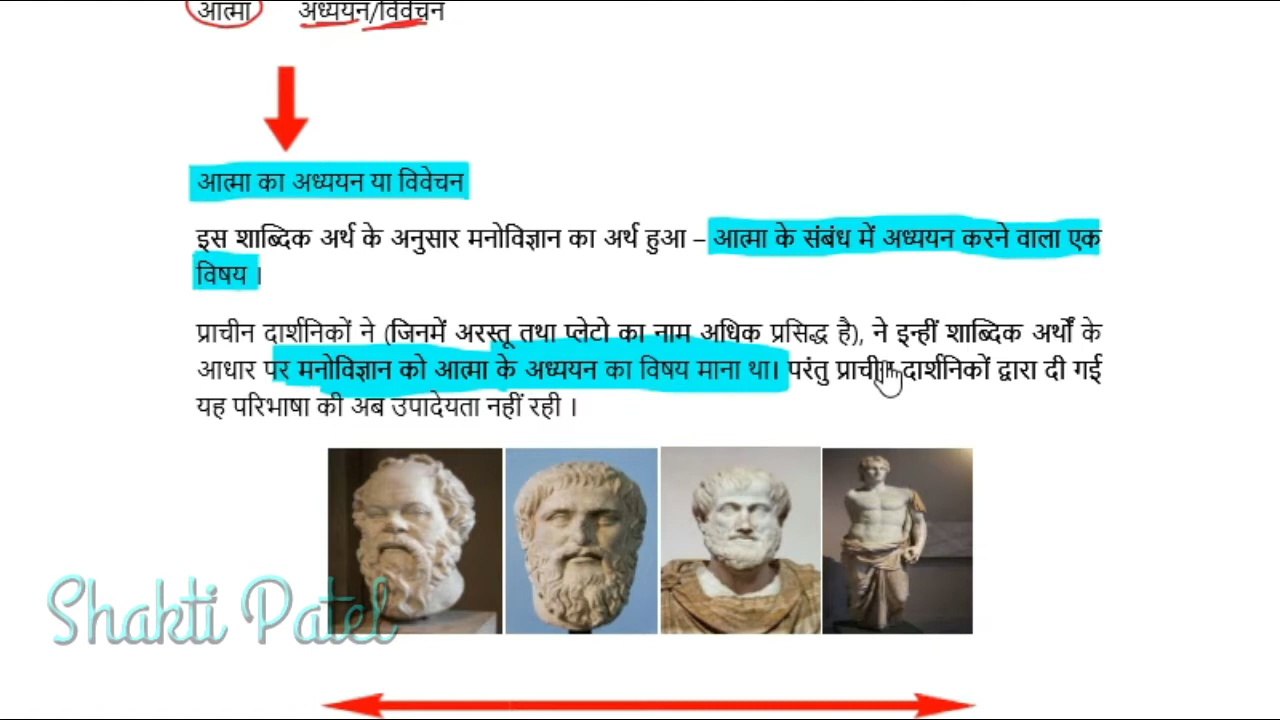 आत्मा अध्ययन/विवेचन
आत्मा का अध्ययन या विवेचन
इस शाब्दिक अर्थ के अनुसार मनोविज्ञान का अर्थ हुआ – आत्मा के संबंध में अध्ययन करने वाला एक
विषय ।
प्राचीन दार्शनिकों ने (जिनमें अरस्तू तथा प्लेटो का नाम अधिक प्रसिद्ध है), ने इन्हीं शाब्दिक अर्थों के
आधार पर मनोविज्ञान को आत्मा के अध्ययन का विषय माना था। परंतु प्राचीन दार्शनिकों द्वारा दी गई
यह परिभाषा की अब उपादेयता नहीं रही ।
Shakti Patel